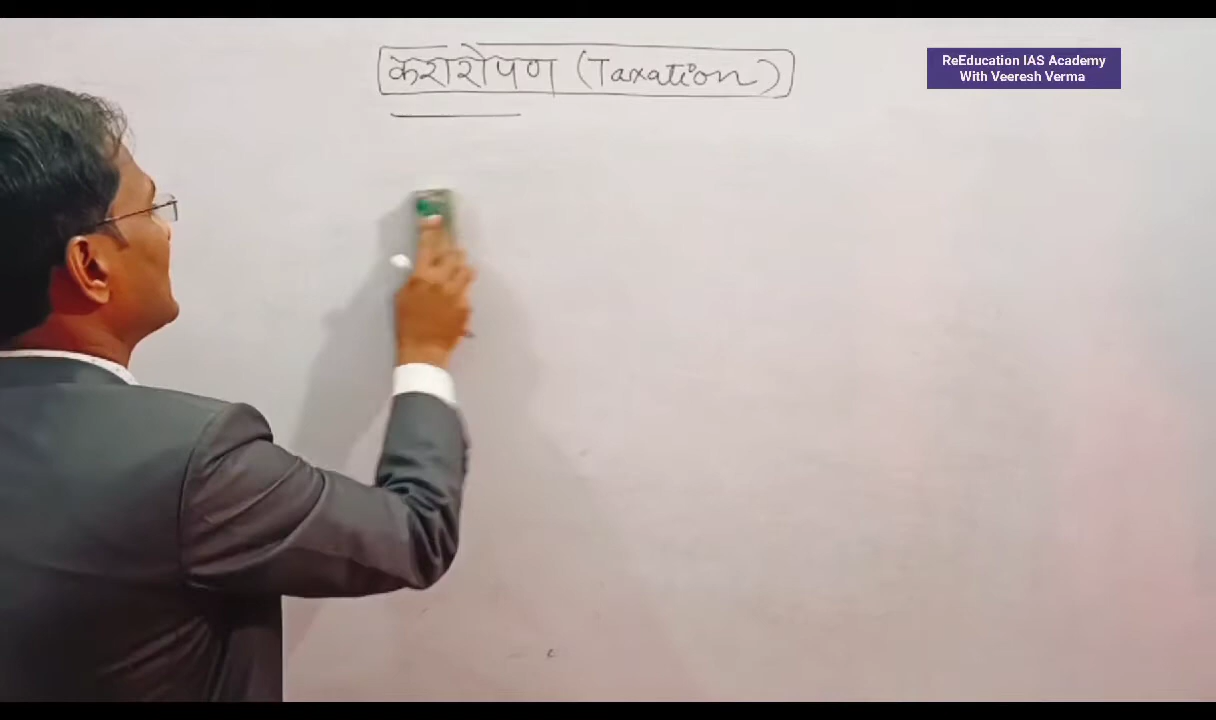 करारोपण (Taxation)
ReEducation IAS Academy
With Veeresh Verma